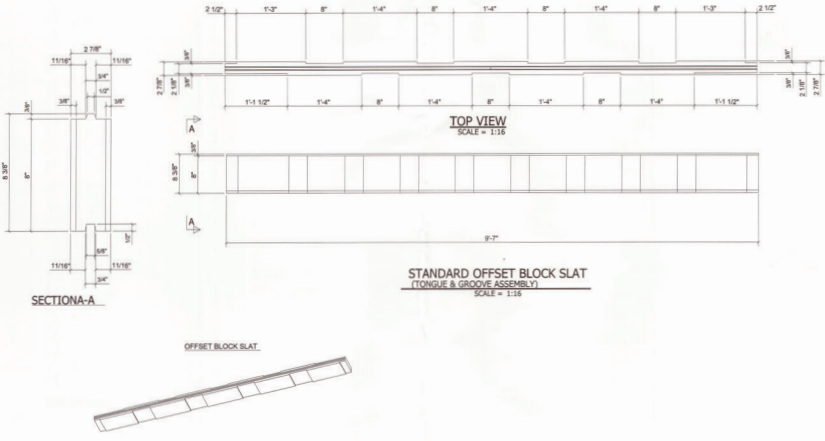 2 1/2" 1'-3" 8" 1'-4" 8" 1'-4" 8" 1'-4" 8" 1'-3" 2 1/2"
2 7/8" 2 1/8" 3/8" 3/8"
3/8" 3/8" 2 1/8" 2 7/8"
1'-1 1/2" 1'-4" 8" 1'-4" 8" 1'-4" 8" 1'-4" 1'-1 1/2"
TOP VIEW
SCALE = 1:16
2 7/8"
11/16" 11/16"
3/4"
1/2"
3/8" 3/8"
3/8"
8 3/8" 8"
1/2"
5/8"
11/16" 11/16"
3/4"
SECTIONA-A
A
A
8 3/8" 8" 3/8"
9'-7"
STANDARD OFFSET BLOCK SLAT
(TONGUE & GROOVE ASSEMBLY)
SCALE = 1:16
OFFSET BLOCK SLAT